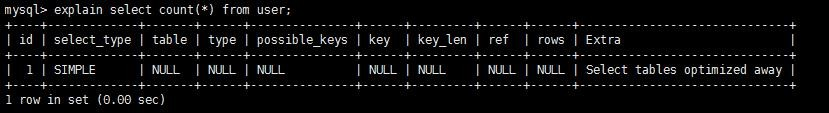 mysql> explain select count(*) from user;
+----+-------------+-------+------+---------------+------+---------+------+------+------------------------------+
| id | select_type | table | type | possible_keys | key | key_len | ref | rows | Extra |
+----+-------------+-------+------+---------------+------+---------+------+------+------------------------------+
| 1 | SIMPLE | NULL | NULL | NULL | NULL | NULL | NULL | NULL | Select tables optimized away |
+----+-------------+-------+------+---------------+------+---------+------+------+------------------------------+
1 row in set (0.00 sec)